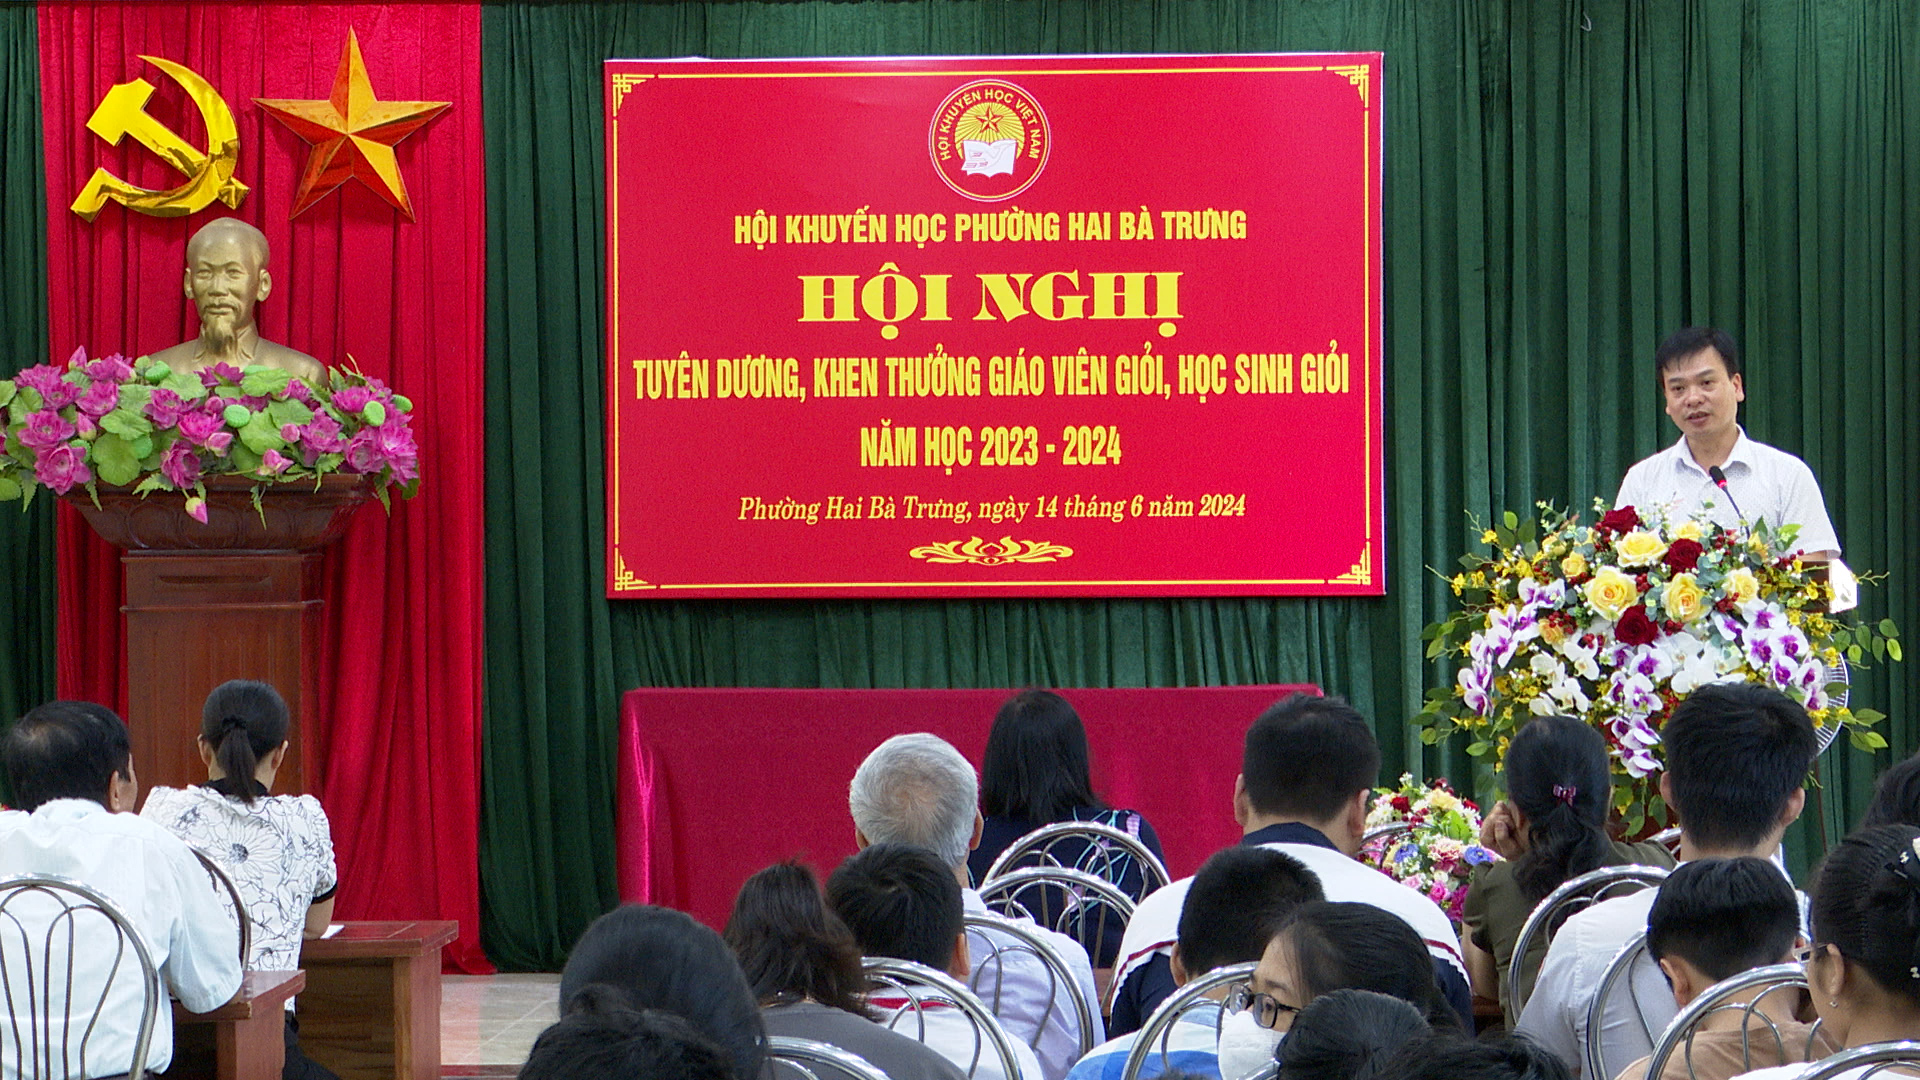 HỘI KHUYẾN HỌC VIỆT NAM
HỘI KHUYẾN HỌC PHƯỜNG HAI BÀ TRƯNG
HỘI NGHỊ
TUYÊN DƯƠNG, KHEN THƯỞNG GIÁO VIÊN GIỎI, HỌC SINH GIỎI
NĂM HỌC 2023 - 2024
Phường Hai Bà Trưng, ngày 14 tháng 6 năm 2024